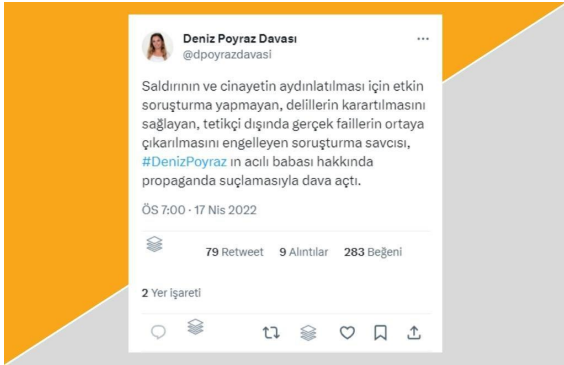 Deniz Poyraz Davası
@dpoyrazdavasi
Saldırının ve cinayetin aydınlatılması için etkin
soruşturma yapmayan, delillerin karartılmasını
sağlayan, tetikçi dışında gerçek faillerin ortaya
çıkarılmasını engelleyen soruşturma savcısı,
#DenizPoyraz ın acılı babası hakkında
propaganda suçlamasıyla dava açtı.
ÖS 7:00 · 17 Nis 2022
79 Retweet 9 Alıntılar 283 Beğeni
2 Yer işareti